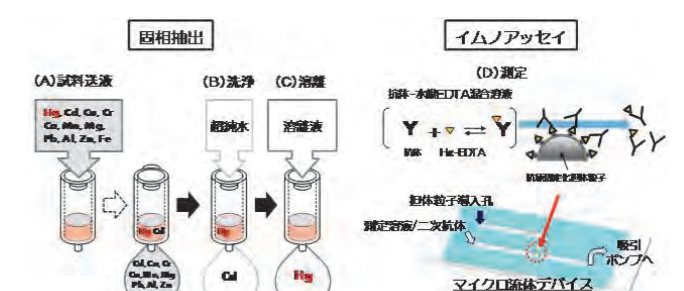 固相抽出
イムノアッセイ
(A)試料送液
(B)洗浄
(C)溶離
(D)測定
Hg, Cd, Cu, Cr
Ca, Mn, Mg,
Pb, Al, Zn, Fe
超純水
溶離液
抗体-水銀EDTA混合溶液
Y + ⇄
抗体
Hg-EDTA
抗原固定化担体粒子
Hg Cd
Hg
Cd, Cu, Cr
Ca, Mn, Mg
Pb, Al, Zn
Cd
Hg
担体粒子導入孔
測定溶液/二次抗体
吸引
ポンプへ
マイクロ流体デバイス